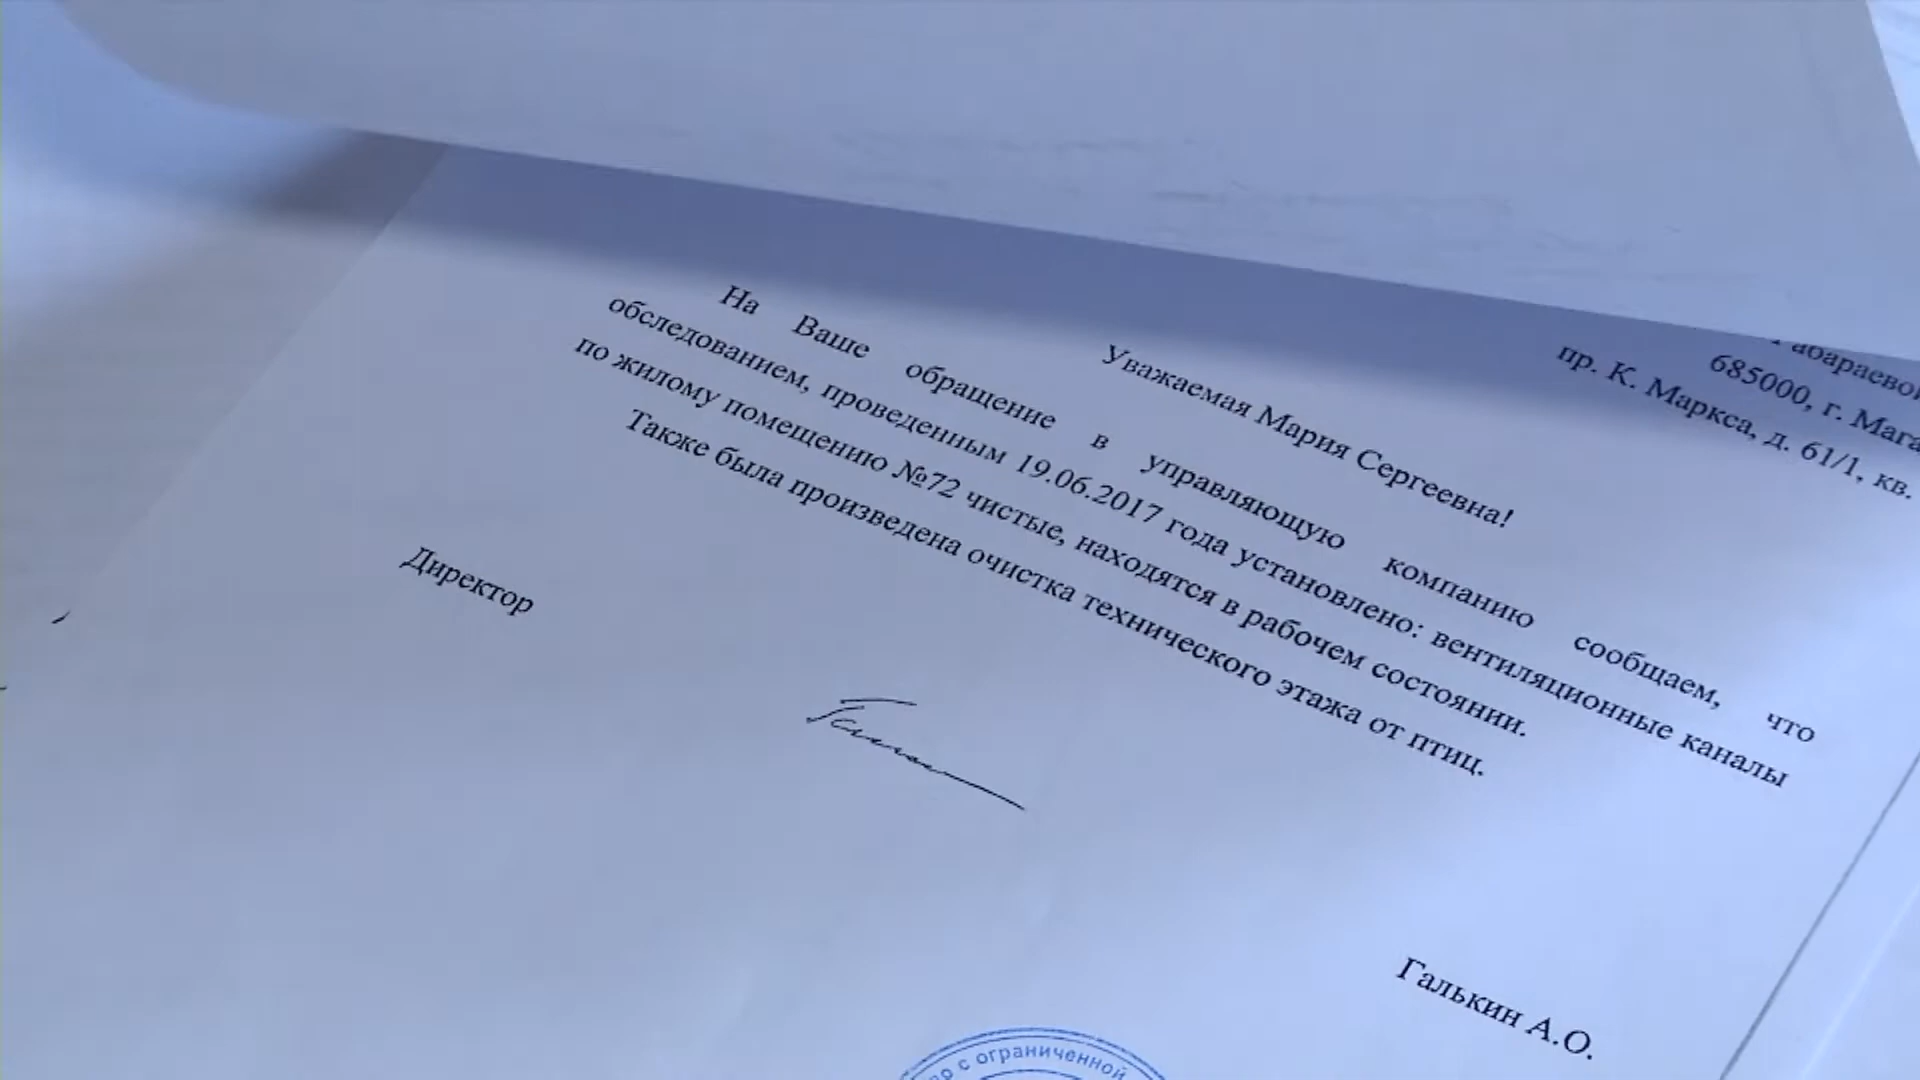 685000, г. Мага
пр. К. Маркса, д. 61/1, кв.
Уважаемая Мария Сергеевна!
На Ваше обращение в управляющую компанию сообщаем, что
обследованием, проведенным 19.06.2017 года установлено: вентиляционные каналы
по жилому помещению №72 чистые, находятся в рабочем состоянии.
Также была произведена очистка технического этажа от птиц.
Директор
Галькин А.О.
с ограниченной